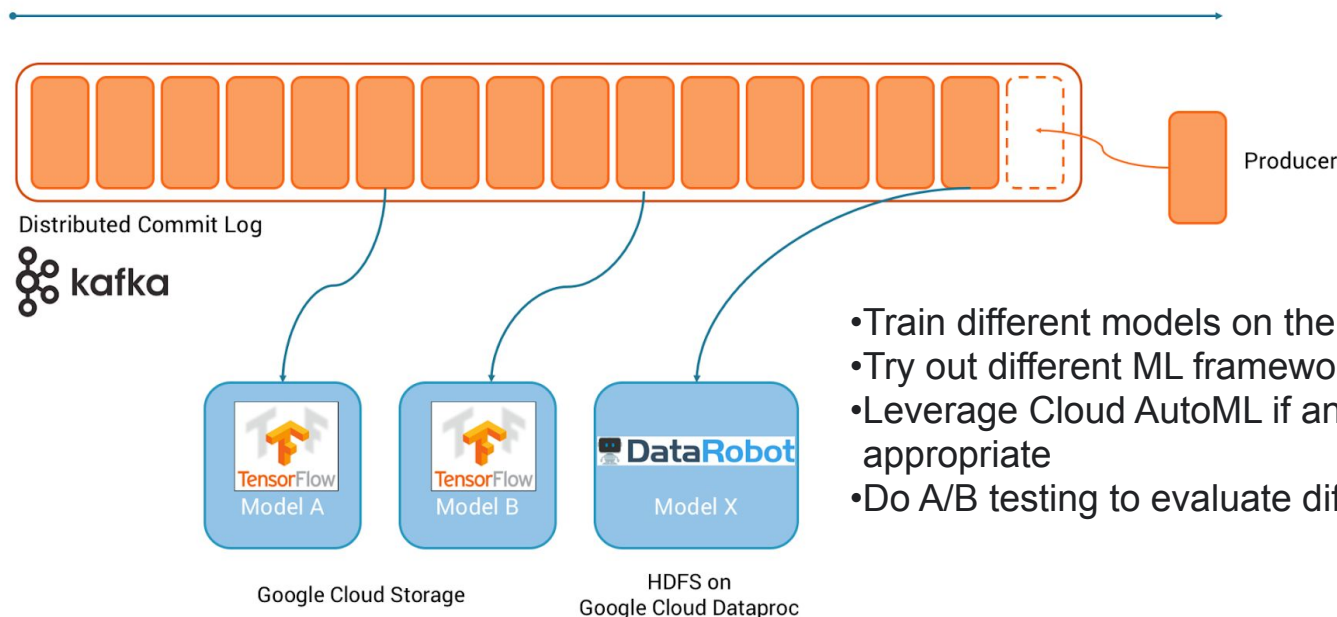 Producer
Distributed Commit Log
kafka
•Train different models on the
•Try out different ML framewo
•Leverage Cloud AutoML if an
appropriate
•Do A/B testing to evaluate dif
TensorFlow
Model A
TensorFlow
Model B
DataRobot
Model X
Google Cloud Storage
HDFS on
Google Cloud Dataproc